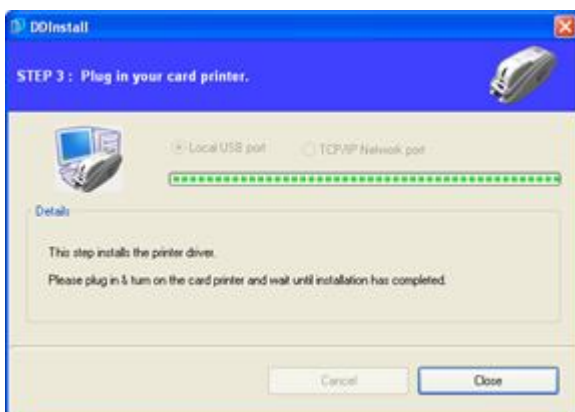 DDInstall
STEP 3 : Plug in your card printer.
Local USB port
TCP/IP Network port
Details
This step installs the printer driver.
Please plug in & turn on the card printer and wait until installation has completed.
Cancel
Close